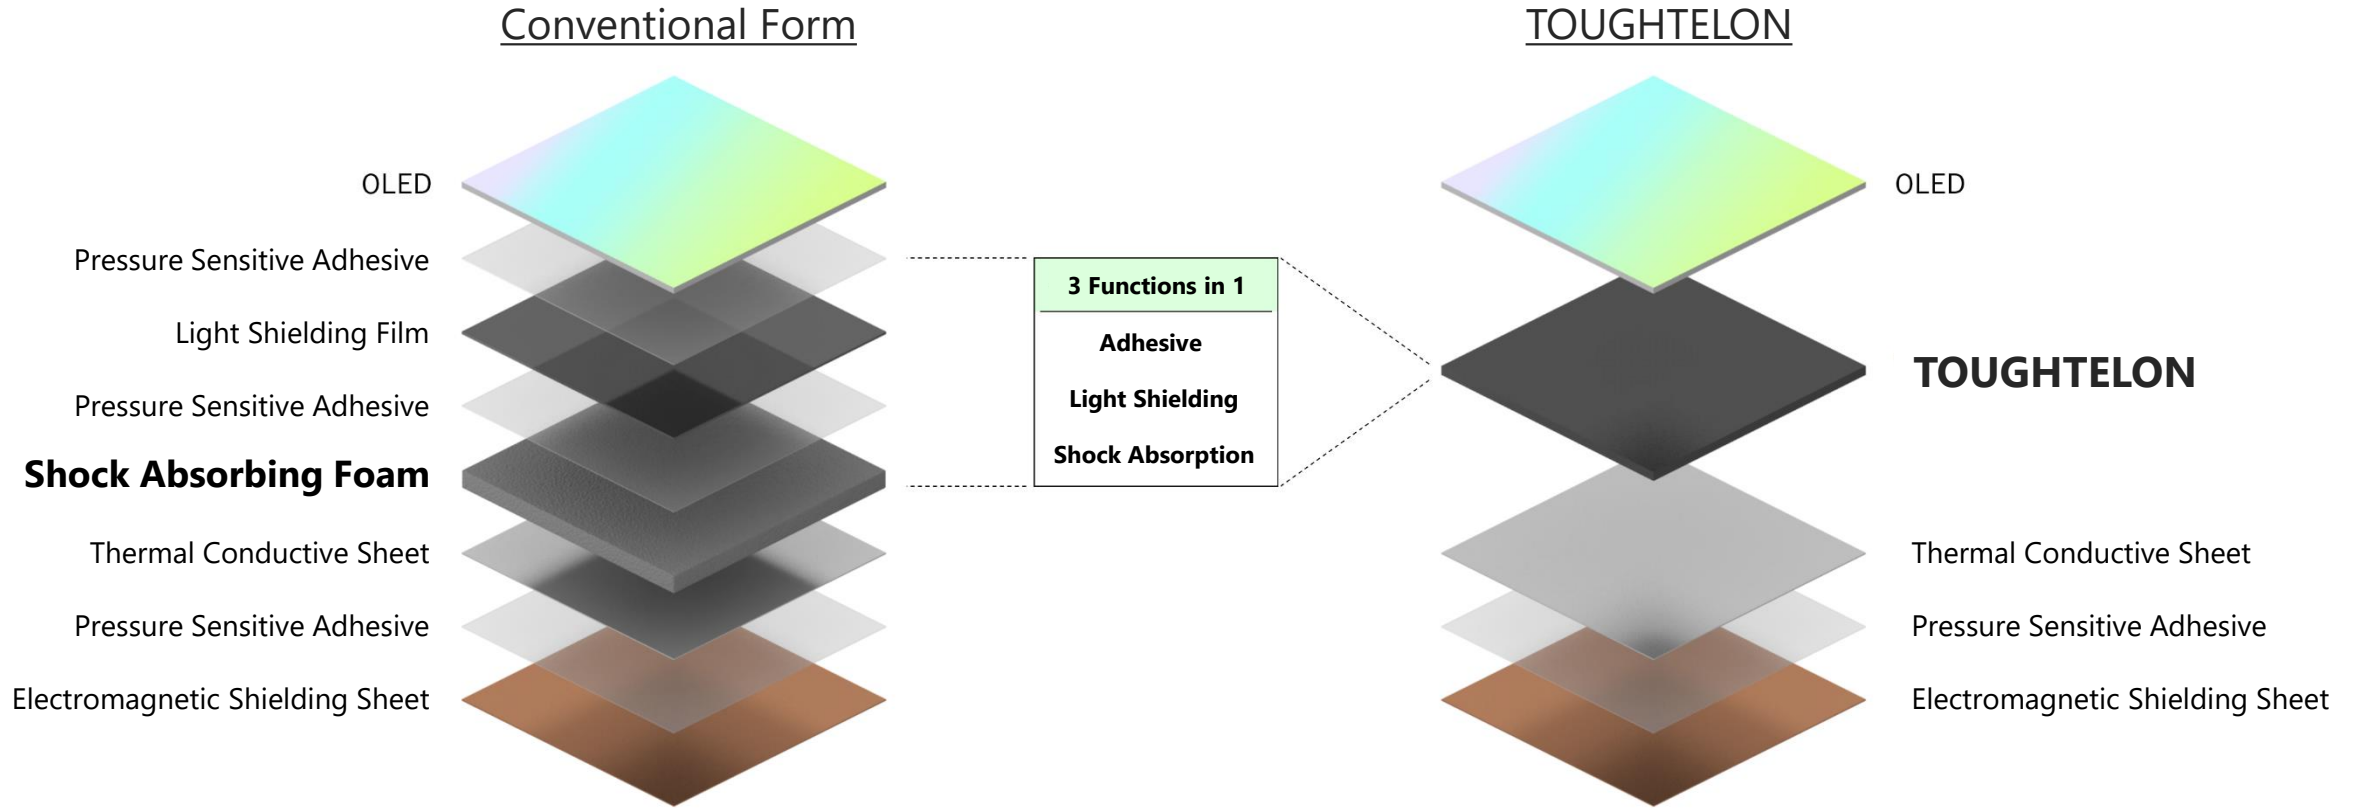 Conventional Form
OLED
Pressure Sensitive Adhesive
Light Shielding Film
Pressure Sensitive Adhesive
Shock Absorbing Foam
Thermal Conductive Sheet
Pressure Sensitive Adhesive
Electromagnetic Shielding Sheet
3 Functions in 1
Adhesive
Light Shielding
Shock Absorption
TOUGHTELON
OLED
TOUGHTELON
Thermal Conductive Sheet
Pressure Sensitive Adhesive
Electromagnetic Shielding Sheet